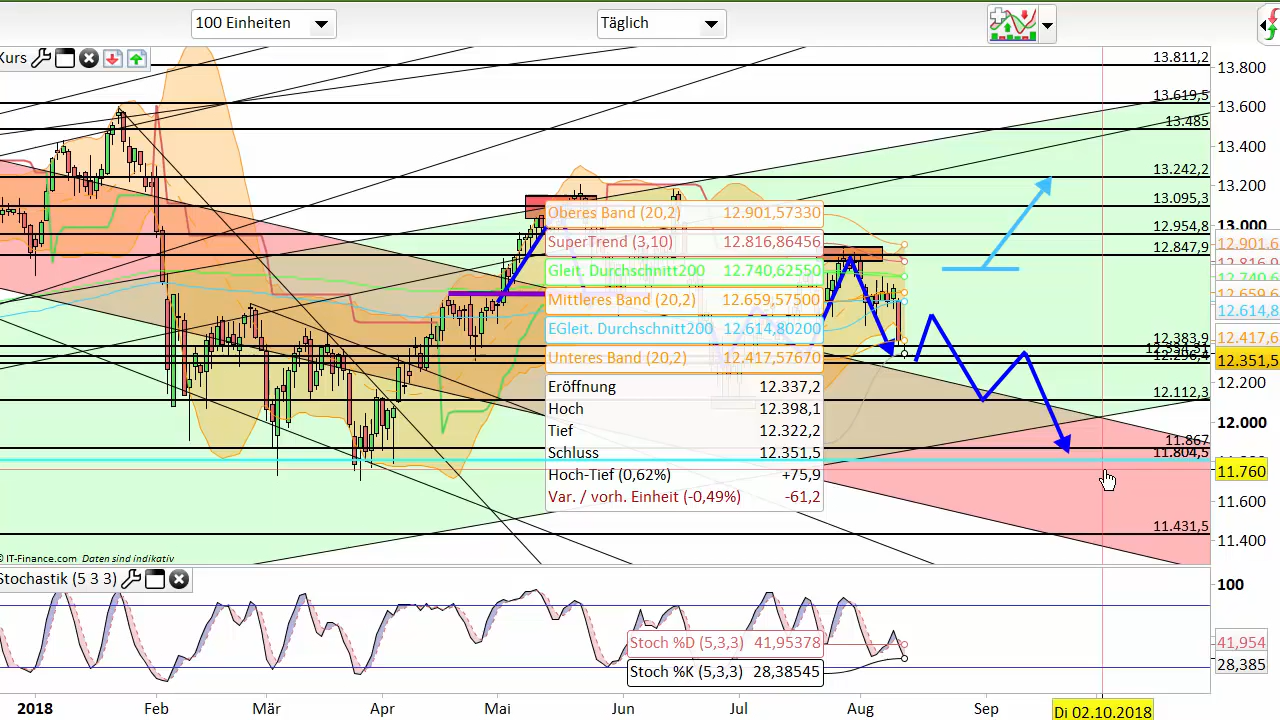 100 Einheiten
Täglich
Kurs
13.811,2
13.619,5
13.485
13.242,2
13.095,3
12.954,8
12.847,9
12.383,9
12.112,3
11.867
11.804,5
11.431,5
13.800
13.600
13.400
13.200
13.000
12.901,6
12.614,8
12.417,6
12.351,5
12.200
12.000
11.760
11.600
11.400
Oberes Band (20,2) 12.901,57330
SuperTrend (3,10) 12.816,86456
Gleit. Durchschnitt200 12.740,62550
Mittleres Band (20,2) 12.659,57500
EGleit. Durchschnitt200 12.614,80200
Unteres Band (20,2) 12.417,57670
Eröffnung 12.337,2
Hoch 12.398,1
Tief 12.322,2
Schluss 12.351,5
Hoch-Tief (0,62%) +75,9
Var. / vorh. Einheit (-0,49%) -61,2
© IT-Finance.com Daten sind indikativ
Stochastik (5 3 3)
100
Stoch %D (5,3,3) 41,95378
Stoch %K (5,3,3) 28,38545
41,954
28,385
2018 Feb Mär Apr Mai Jun Jul Aug Sep Di 02.10.2018